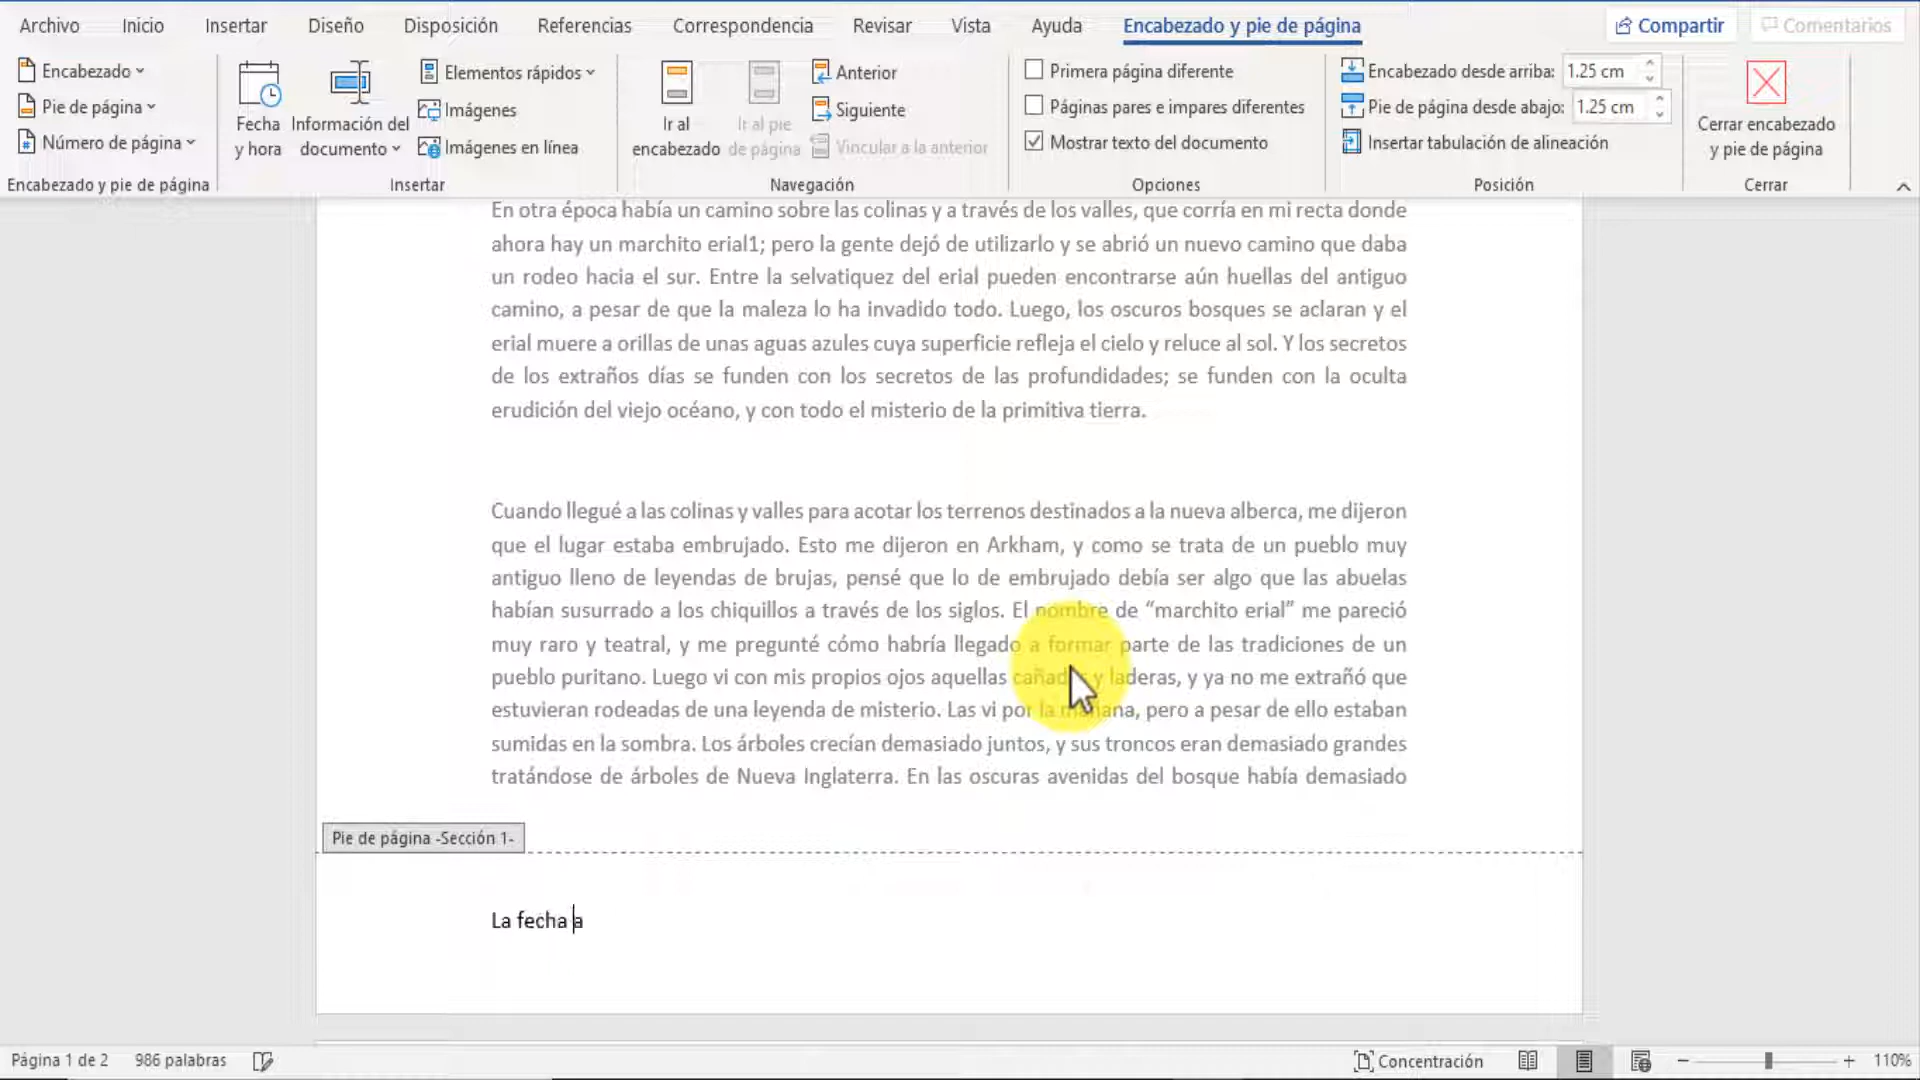 Archivo Inicio Insertar Diseño Disposición Referencias Correspondencia Revisar Vista Ayuda Encabezado y pie de página Compartir Comentarios
Encabezado
Pie de página
Número de página
Encabezado y pie de página
Fecha
y hora
Información del
documento
Elementos rápidos
Imágenes
Imágenes en línea
Insertar
Ir al
encabezado
Ir al pie
de página
Anterior
Siguiente
Vincular a la anterior
Navegación
Primera página diferente
Páginas pares e impares diferentes
Mostrar texto del documento
Opciones
Encabezado desde arriba: 1.25 cm
Pie de página desde abajo: 1.25 cm
Insertar tabulación de alineación
Posición
Cerrar encabezado
y pie de página
Cerrar
En otra época había un camino sobre las colinas y a través de los valles, que corría en mi recta donde
ahora hay un marchito erial1; pero la gente dejó de utilizarlo y se abrió un nuevo camino que daba
un rodeo hacia el sur. Entre la selvatiquez del erial pueden encontrarse aún huellas del antiguo
camino, a pesar de que la maleza lo ha invadido todo. Luego, los oscuros bosques se aclaran y el
erial muere a orillas de unas aguas azules cuya superficie refleja el cielo y reluce al sol. Y los secretos
de los extraños días se funden con los secretos de las profundidades; se funden con la oculta
erudición del viejo océano, y con todo el misterio de la primitiva tierra.
Cuando llegué a las colinas y valles para acotar los terrenos destinados a la nueva alberca, me dijeron
que el lugar estaba embrujado. Esto me dijeron en Arkham, y como se trata de un pueblo muy
antiguo lleno de leyendas de brujas, pensé que lo de embrujado debía ser algo que las abuelas
habían susurrado a los chiquillos a través de los siglos. El nombre de “marchito erial” me pareció
muy raro y teatral, y me pregunté cómo habría llegado a formar parte de las tradiciones de un
pueblo puritano. Luego vi con mis propios ojos aquellas cañadas y laderas, y ya no me extrañó que
estuvieran rodeadas de una leyenda de misterio. Las vi por la mañana, pero a pesar de ello estaban
sumidas en la sombra. Los árboles crecían demasiado juntos, y sus troncos eran demasiado grandes
tratándose de árboles de Nueva Inglaterra. En las oscuras avenidas del bosque había demasiado
Pie de página -Sección 1-
La fecha a
Página 1 de 2 986 palabras Concentración 110%